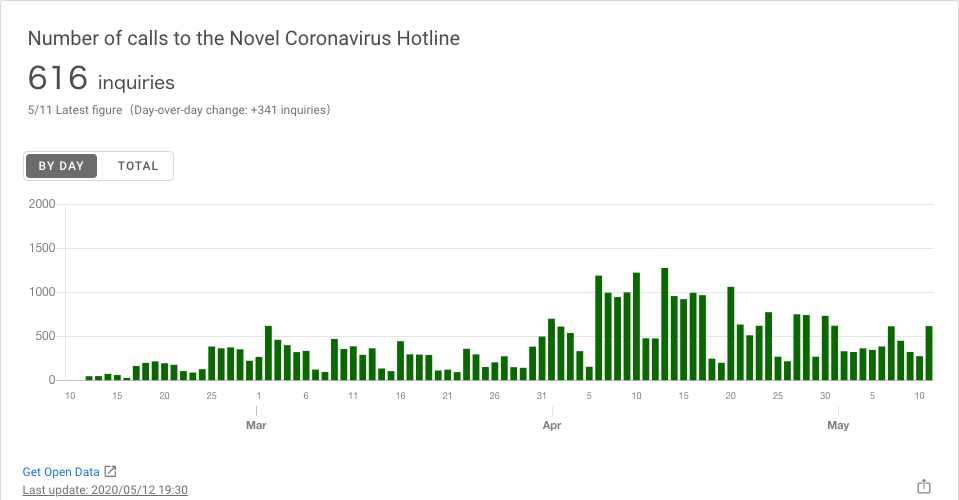 Number of calls to the Novel Coronavirus Hotline
616 inquiries
5/11 Latest figure（Day-over-day change: +341 inquiries）
BY DAY TOTAL
2000
1500
1000
500
0
10 15 20 25 1 6 11 16 21 26 31 5 10 15 20 25 30 5 10
Mar Apr May
Get Open Data
Last update: 2020/05/12 19:30